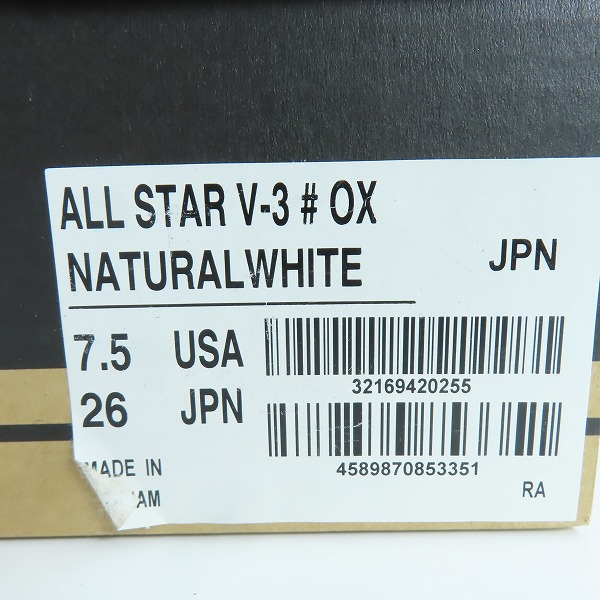 ALL STAR V-3 # OX
NATURALWHITE JPN
7.5 USA
32169420255
26 JPN
4589870853351
MADE IN
AM
RA